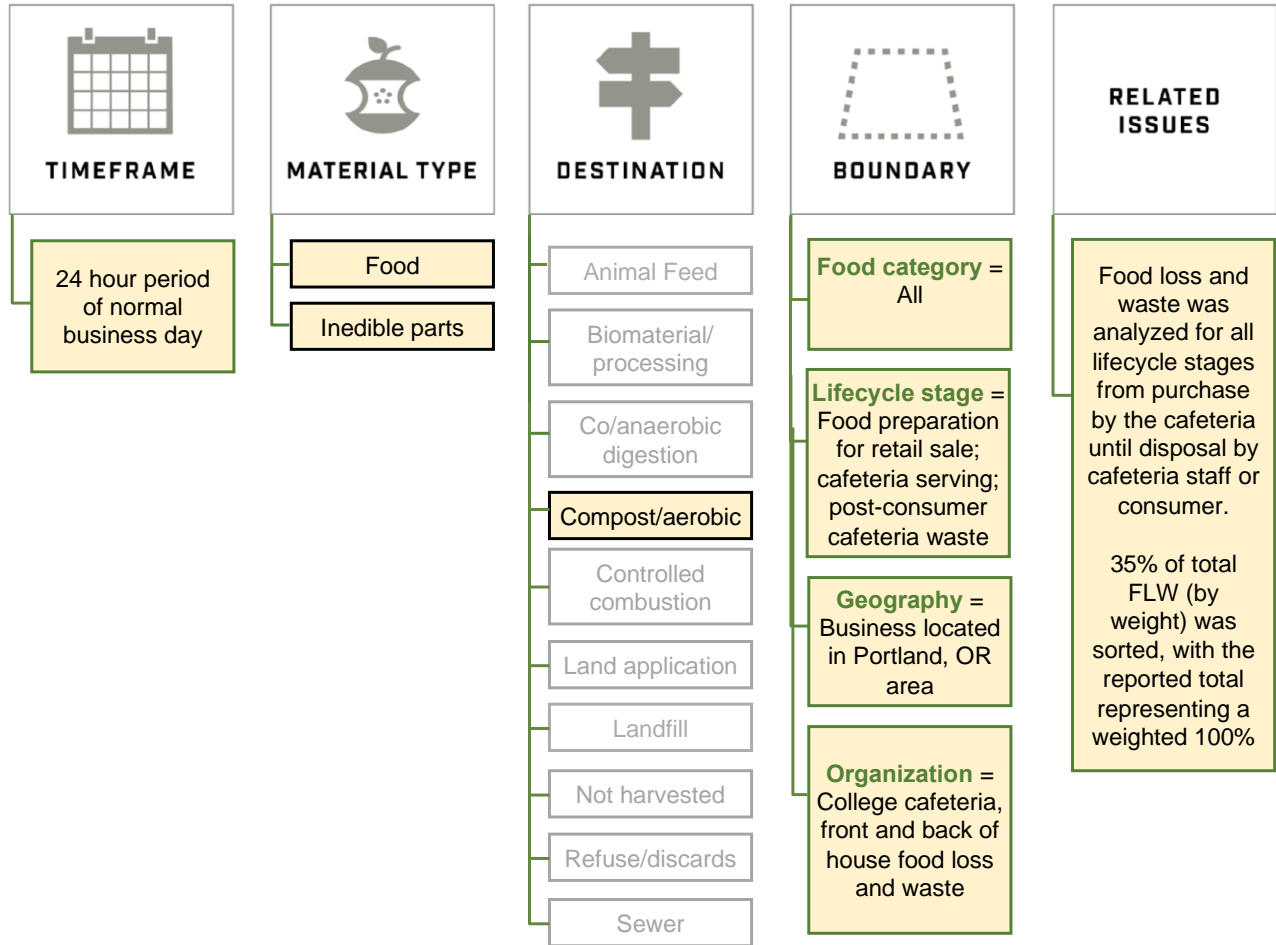 TIMEFRAME
24 hour period
of normal
business day
MATERIAL TYPE
Food
Inedible parts
DESTINATION
Animal Feed
Biomaterial/
processing
Co/anaerobic
digestion
Compost/aerobic
Controlled
combustion
Land application
Landfill
Not harvested
Refuse/discards
Sewer
BOUNDARY
Food category =
All
Lifecycle stage =
Food preparation
for retail sale;
cafeteria serving;
post-consumer
cafeteria waste
Geography =
Business located
in Portland, OR
area
Organization =
College cafeteria,
front and back of
house food loss
and waste
RELATED
ISSUES
Food loss and
waste was
analyzed for all
lifecycle stages
from purchase
by the cafeteria
until disposal by
cafeteria staff or
consumer.
35% of total
FLW (by
weight) was
sorted, with the
reported total
representing a
weighted 100%